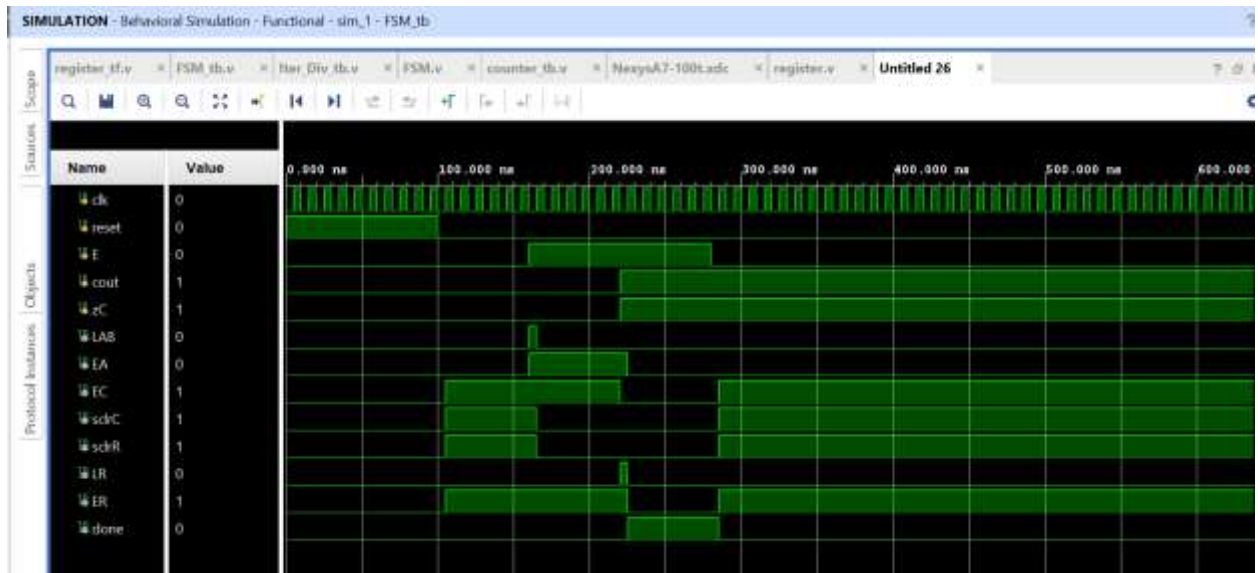 SIMULATION - Behavioral Simulation - Functional - sim_1 - FSM_tb
?
register_tf.v × FSM_tb.v × Iter_Div_tb.v × FSM.v × counter_tb.v × NexysA7-100t.xdc × register.v × Untitled 26 ×
?
Scope
Sources
Objects
Protocol Instances
Name Value
0.000 ns 100.000 ns 200.000 ns 300.000 ns 400.000 ns 500.000 ns 600.000
clk 0
reset 0
E 0
cout 1
zC 1
LAB 0
EA 0
EC 1
sclrC 1
sclrR 1
LR 0
ER 1
done 0